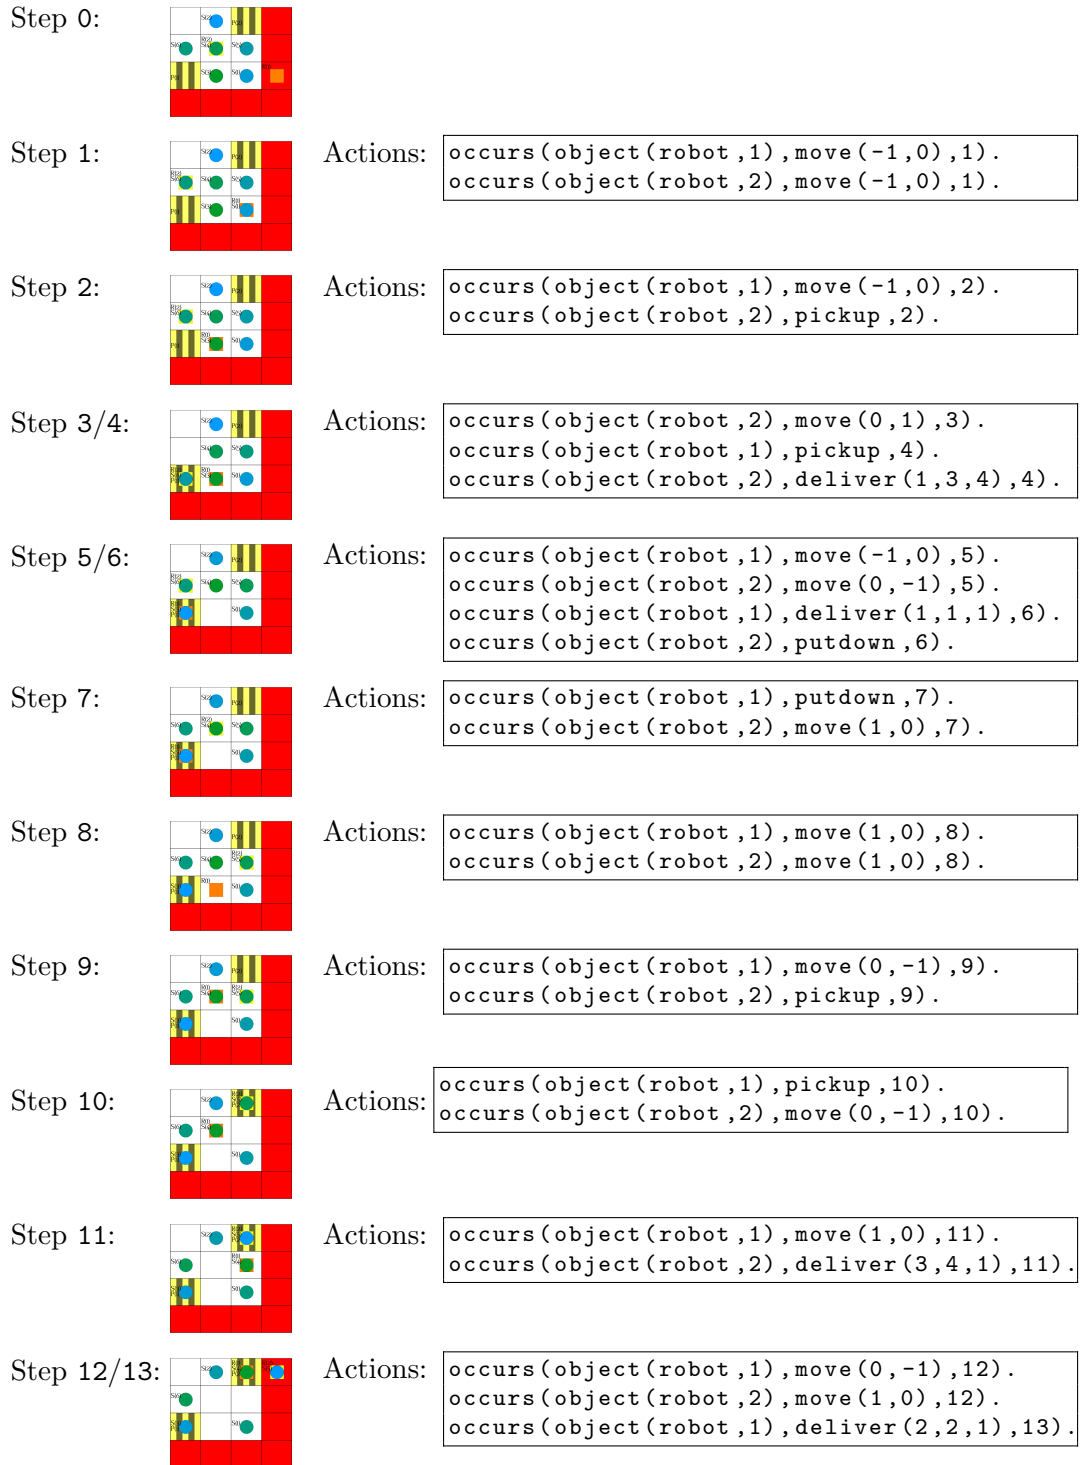 Step 0:
Step 1:
Actions:
occurs(object(robot,1),move(-1,0),1).
occurs(object(robot,2),move(-1,0),1).
Step 2:
Actions:
occurs(object(robot,1),move(-1,0),2).
occurs(object(robot,2),pickup,2).
Step 3/4:
Actions:
occurs(object(robot,2),move(0,1),3).
occurs(object(robot,1),pickup,4).
occurs(object(robot,2),deliver(1,3,4),4).
Step 5/6:
Actions:
occurs(object(robot,1),move(-1,0),5).
occurs(object(robot,2),move(0,-1),5).
occurs(object(robot,1),deliver(1,1,1),6).
occurs(object(robot,2),putdown,6).
Step 7:
Actions:
occurs(object(robot,1),putdown,7).
occurs(object(robot,2),move(1,0),7).
Step 8:
Actions:
occurs(object(robot,1),move(1,0),8).
occurs(object(robot,2),move(1,0),8).
Step 9:
Actions:
occurs(object(robot,1),move(0,-1),9).
occurs(object(robot,2),pickup,9).
Step 10:
Actions:
occurs(object(robot,1),pickup,10).
occurs(object(robot,2),move(0,-1),10).
Step 11:
Actions:
occurs(object(robot,1),move(1,0),11).
occurs(object(robot,2),deliver(3,4,1),11).
Step 12/13:
Actions:
occurs(object(robot,1),move(0,-1),12).
occurs(object(robot,2),move(1,0),12).
occurs(object(robot,1),deliver(2,2,1),13).